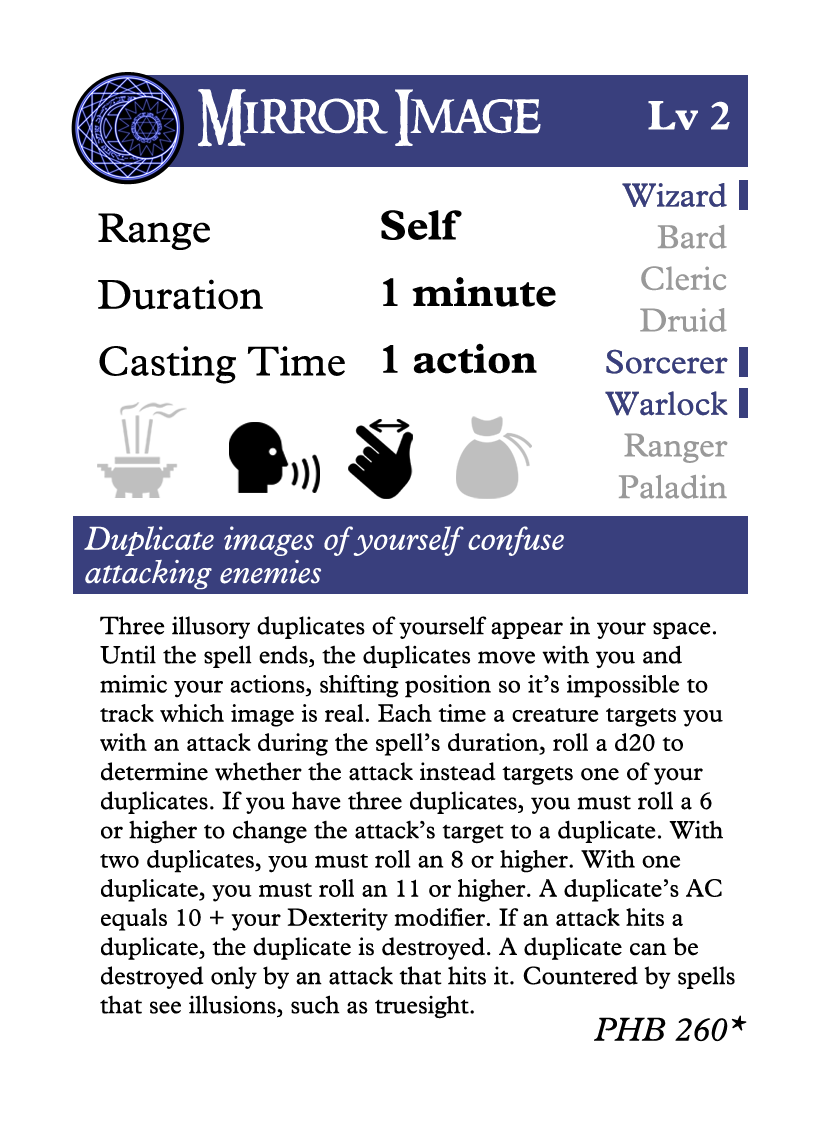 Mirror Image
Lv 2
Range Self
Duration 1 minute
Casting Time 1 action
Wizard
Bard
Cleric
Druid
Sorcerer
Warlock
Ranger
Paladin
Duplicate images of yourself confuse
attacking enemies
Three illusory duplicates of yourself appear in your space.
Until the spell ends, the duplicates move with you and
mimic your actions, shifting position so it’s impossible to
track which image is real. Each time a creature targets you
with an attack during the spell’s duration, roll a d20 to
determine whether the attack instead targets one of your
duplicates. If you have three duplicates, you must roll a 6
or higher to change the attack’s target to a duplicate. With
two duplicates, you must roll an 8 or higher. With one
duplicate, you must roll an 11 or higher. A duplicate’s AC
equals 10 + your Dexterity modifier. If an attack hits a
duplicate, the duplicate is destroyed. A duplicate can be
destroyed only by an attack that hits it. Countered by spells
that see illusions, such as truesight.
PHB 260*